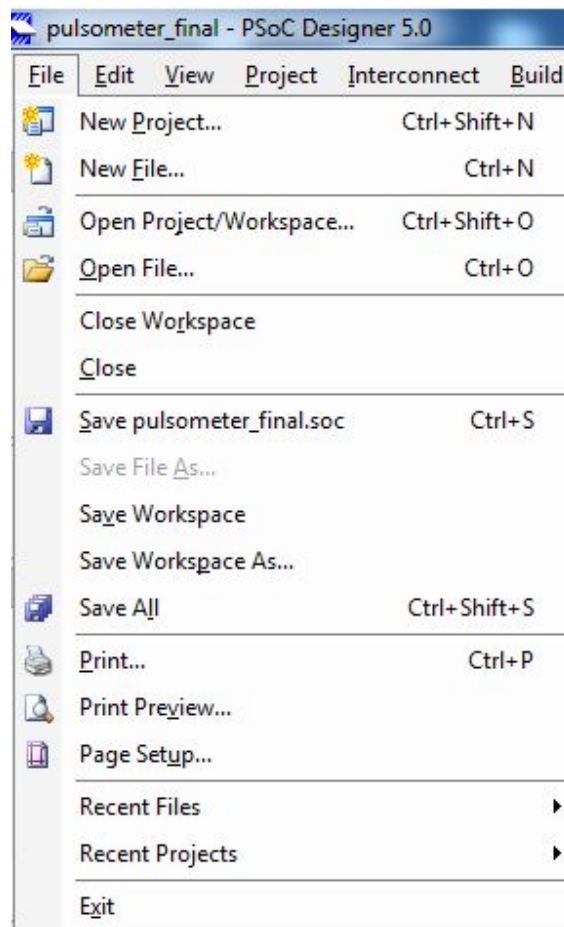 pulsometer_final - PSoC Designer 5.0
File Edit View Project Interconnect Build
New Project... Ctrl+Shift+N
New File... Ctrl+N
Open Project/Workspace... Ctrl+Shift+O
Open File... Ctrl+O
Close Workspace
Close
Save pulsometer_final.soc Ctrl+S
Save File As...
Save Workspace
Save Workspace As...
Save All Ctrl+Shift+S
Print... Ctrl+P
Print Preview...
Page Setup...
Recent Files
Recent Projects
Exit